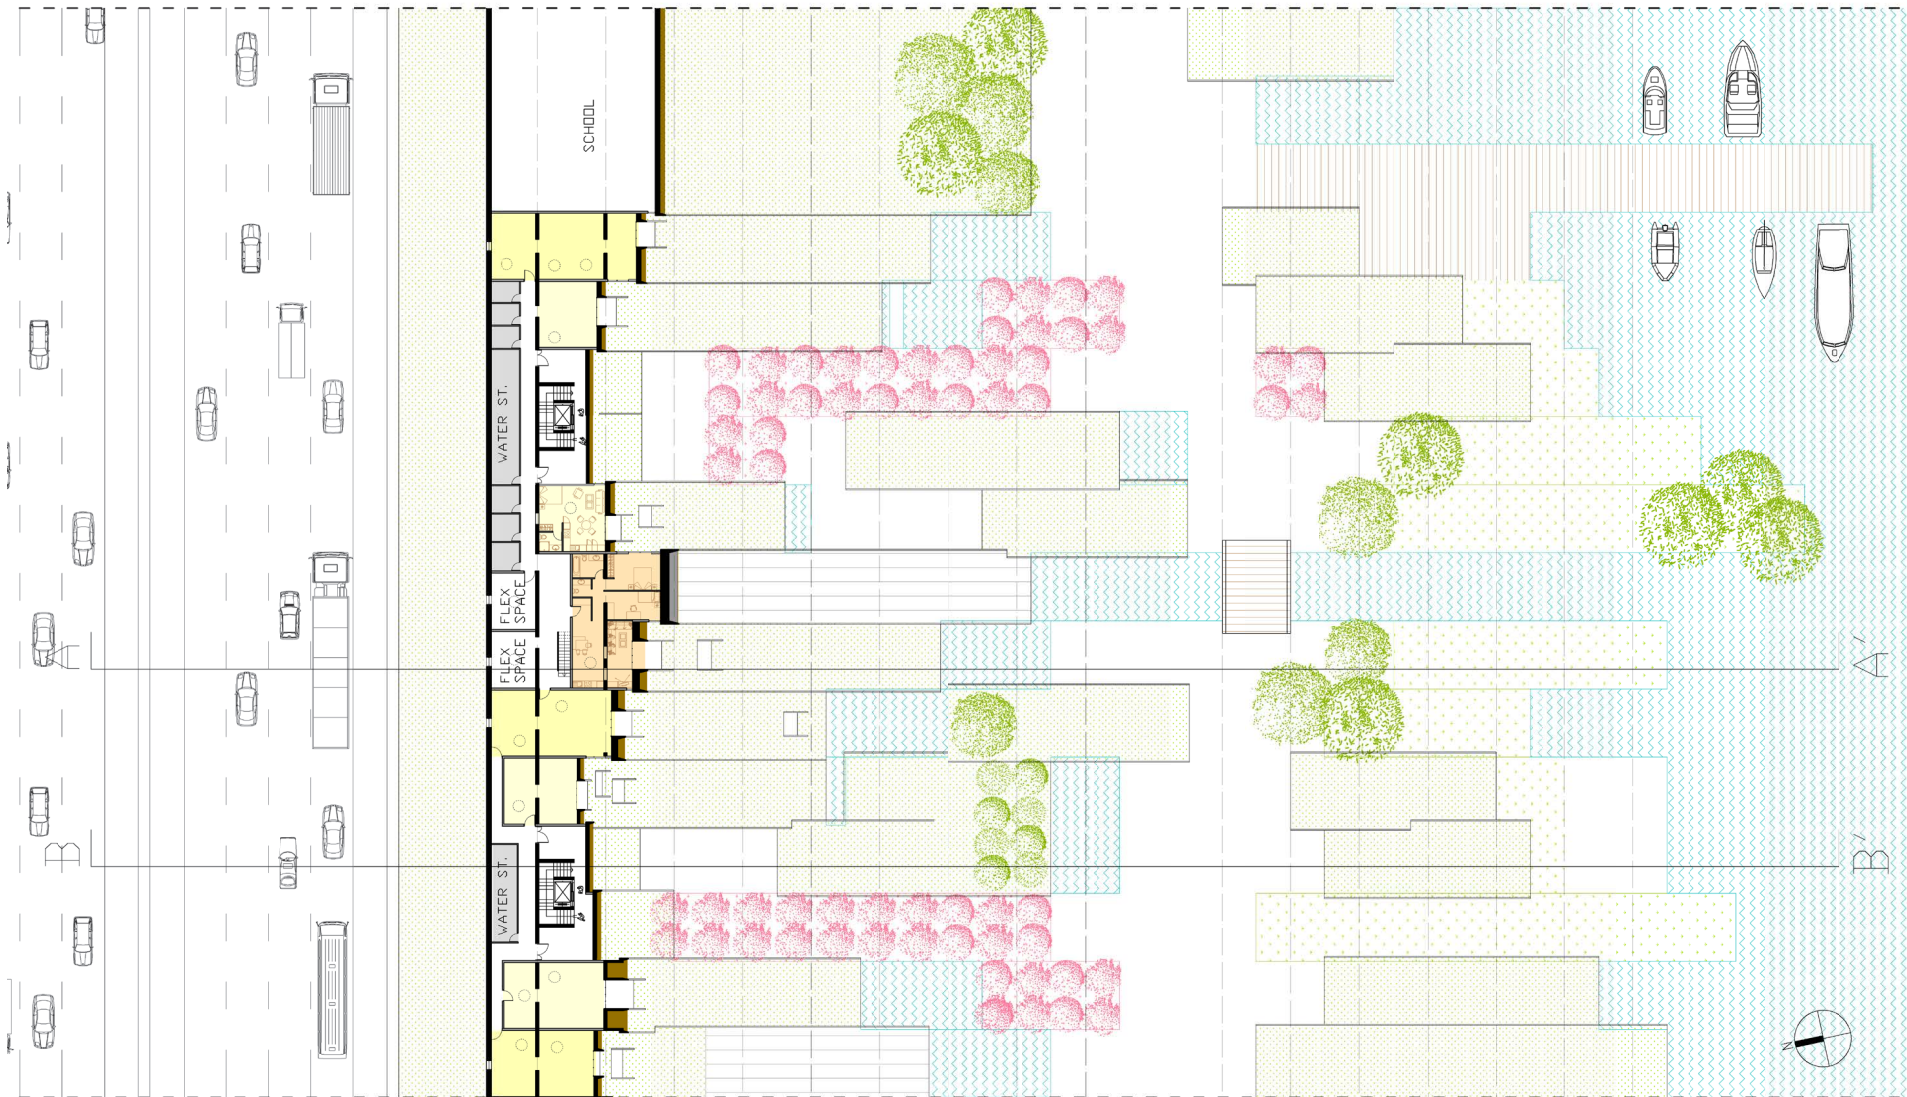 SCHOOL
WATER ST.
FLEX
SPACE
FLEX
SPACE
A
A'
WATER ST.
B
B'
N